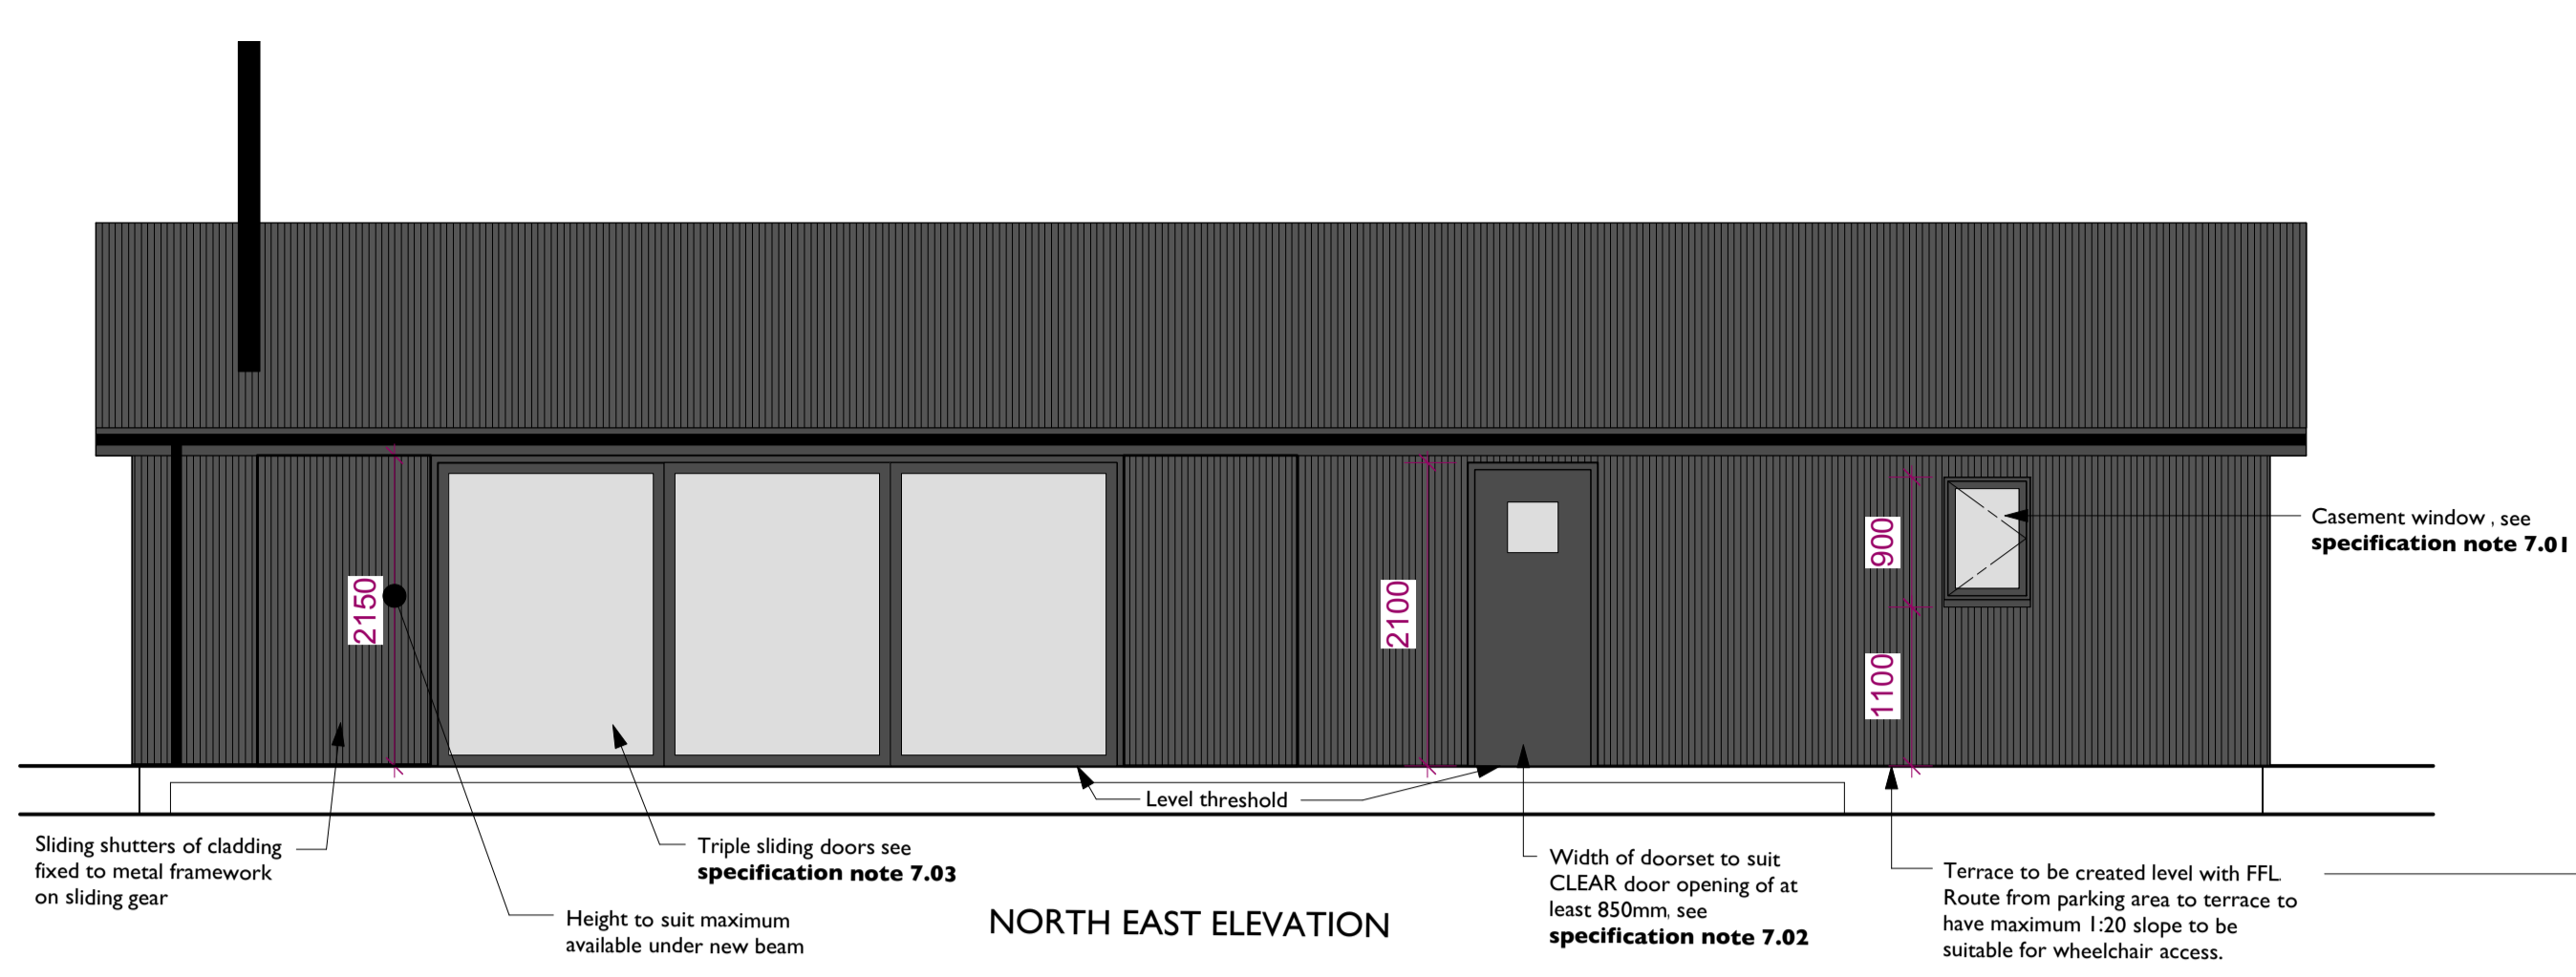 2150
2100
900
1100
Casement window , see
specification note 7.01
Level threshold
Sliding shutters of cladding
fixed to metal framework
on sliding gear
Triple sliding doors see
specification note 7.03
Height to suit maximum
available under new beam
NORTH EAST ELEVATION
Width of doorset to suit
CLEAR door opening of at
least 850mm, see
specification note 7.02
Terrace to be created level with FFL.
Route from parking area to terrace to
have maximum 1:20 slope to be
suitable for wheelchair access.